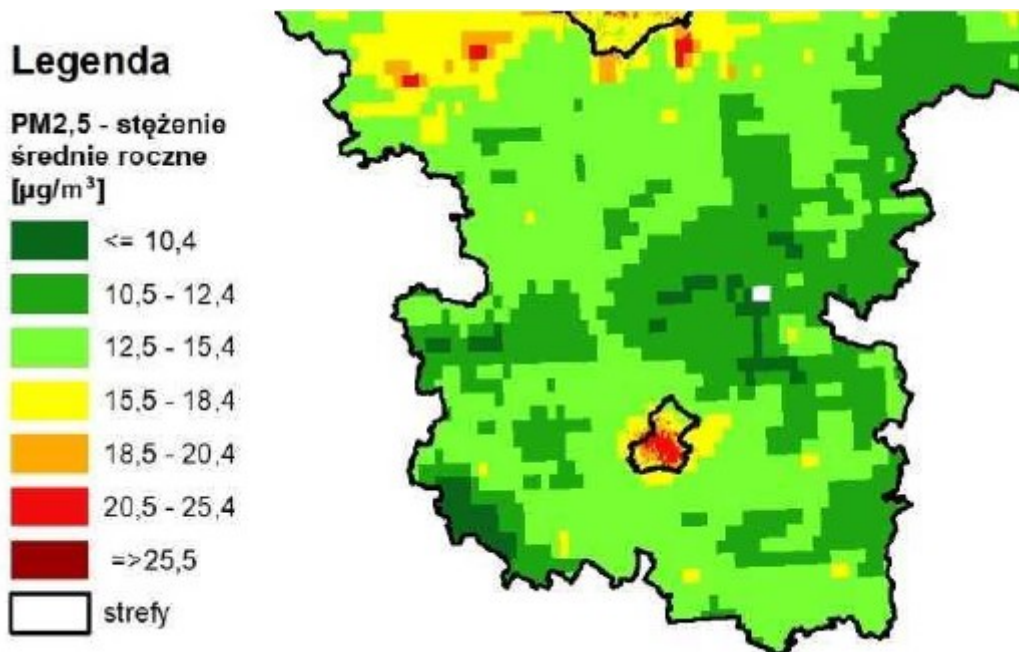 Legenda
PM2,5 - stężenie
średnie roczne
[µg/m³]
<= 10,4
10,5 - 12,4
12,5 - 15,4
15,5 - 18,4
18,5 - 20,4
20,5 - 25,4
=>25,5
strefy